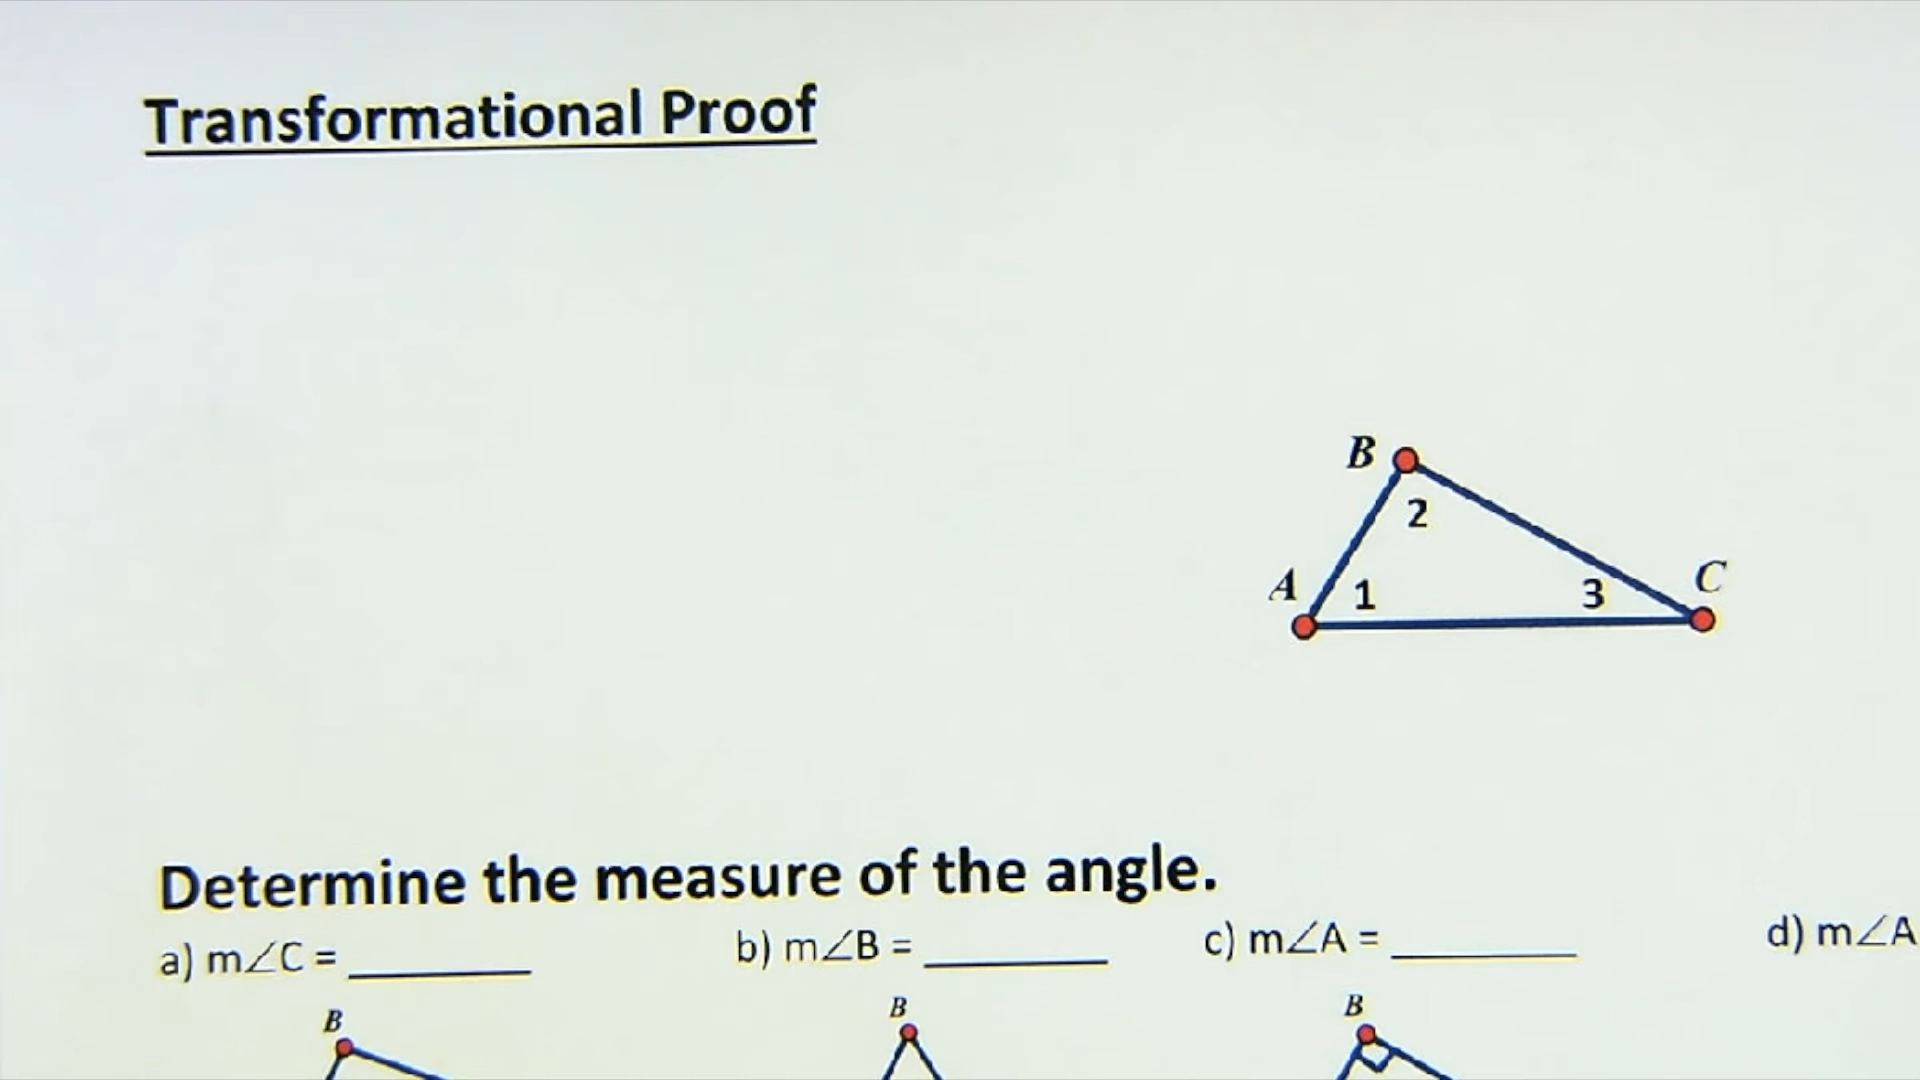 Transformational Proof
B
2
A 1 3 C
Determine the measure of the angle.
a) m∠C = ________ b) m∠B = ________ c) m∠A = ________ d) m∠A
B B B